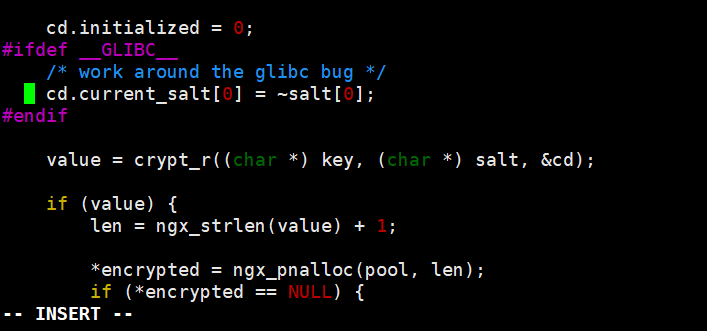 cd.initialized = 0;
#ifdef __GLIBC__
    /* work around the glibc bug */
    cd.current_salt[0] = ~salt[0];
#endif

    value = crypt_r((char *) key, (char *) salt, &cd);

    if (value) {
        len = ngx_strlen(value) + 1;

        *encrypted = ngx_pnalloc(pool, len);
        if (*encrypted == NULL) {
-- INSERT --